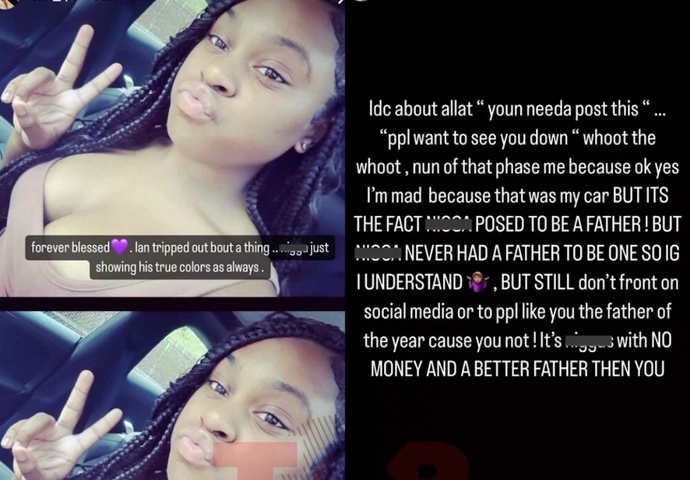 forever blessed💜. Ian tripped out bout a thing .. nigga just
showing his true colors as always .
Idc about allat “ youn needa post this “ ...
“ppl want to see you down “ whoot the
whoot , nun of that phase me because ok yes
I’m mad because that was my car BUT ITS
THE FACT NIGGA POSED TO BE A FATHER ! BUT
NIGGA NEVER HAD A FATHER TO BE ONE SO IG
I UNDERSTAND 🤷🏽‍♀️ , BUT STILL don’t front on
social media or to ppl like you the father of
the year cause you not ! It’s niggas with NO
MONEY AND A BETTER FATHER THEN YOU